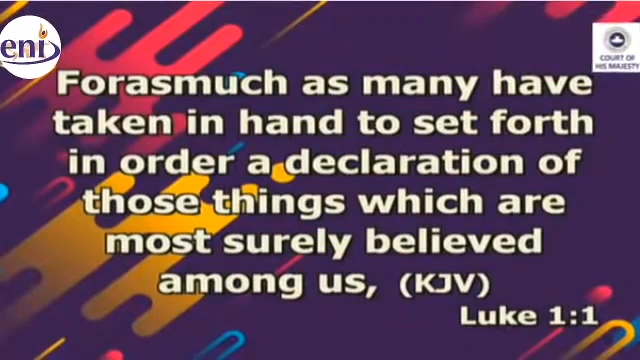 eni
COURT OF
HIS MAJESTY
Forasmuch as many have
taken in hand to set forth
in order a declaration of
those things which are
most surely believed
among us, (KJV)
Luke 1:1